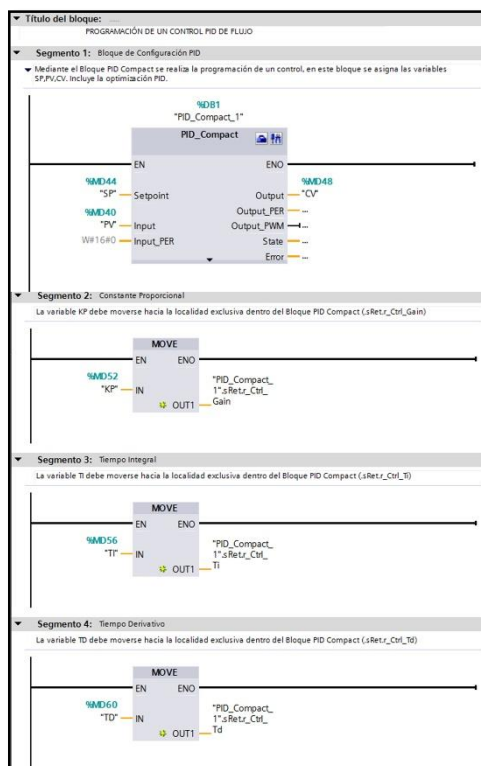 Título del bloque: ...
PROGRAMACIÓN DE UN CONTROL PID DE FLUJO
Segmento 1: Bloque de Configuración PID
Mediante el Bloque PID Compact se realiza la programación de un control, en este bloque se asigna las variables
SP,PV,CV. Incluye la optimización PID.
%DB1
"PID_Compact_1"
PID_Compact
EN ENO
%MD44 %MD48
"SP" Setpoint Output "CV"
%MD40 Output_PER ...
"PV" Input Output_PWM ...
W#16#0 Input_PER State ...
Error ...
Segmento 2: Constante Proporcional
La variable KP debe moverse hacia la localidad exclusiva dentro del Bloque PID Compact (.sRet.r_Ctrl_Gain)
MOVE
EN ENO
%MD52
"KP" IN
"PID_Compact_
1".sRet.r_Ctrl_
OUT1 Gain
Segmento 3: Tiempo Integral
La variable TI debe moverse hacia la localidad exclusiva dentro del Bloque PID Compact (.sRet.r_Ctrl_Ti)
MOVE
EN ENO
%MD56
"TI" IN
"PID_Compact_
1".sRet.r_Ctrl_
OUT1 Ti
Segmento 4: Tiempo Derivativo
La variable TD debe moverse hacia la localidad exclusiva dentro del Bloque PID Compact (.sRet.r_Ctrl_Td)
MOVE
EN ENO
%MD60
"TD" IN
"PID_Compact_
1".sRet.r_Ctrl_
OUT1 Td